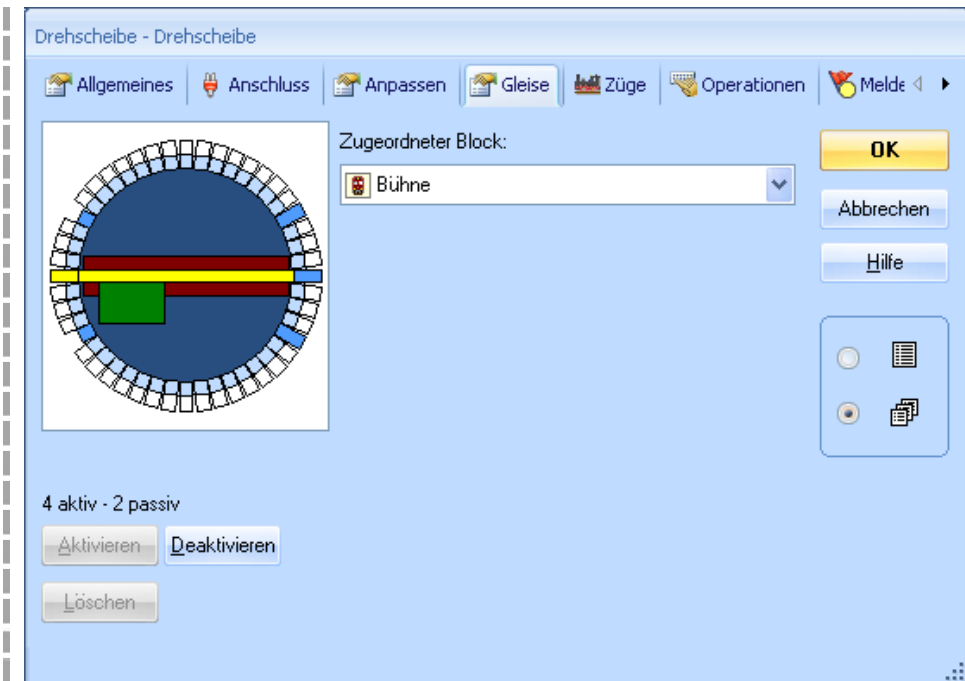 Drehscheibe - Drehscheibe
Allgemeines Anschluss Anpassen Gleise Züge Operationen Melde
Zugeordneter Block:
Bühne
OK
Abbrechen
Hilfe
4 aktiv - 2 passiv
Aktivieren Deaktivieren
Löschen